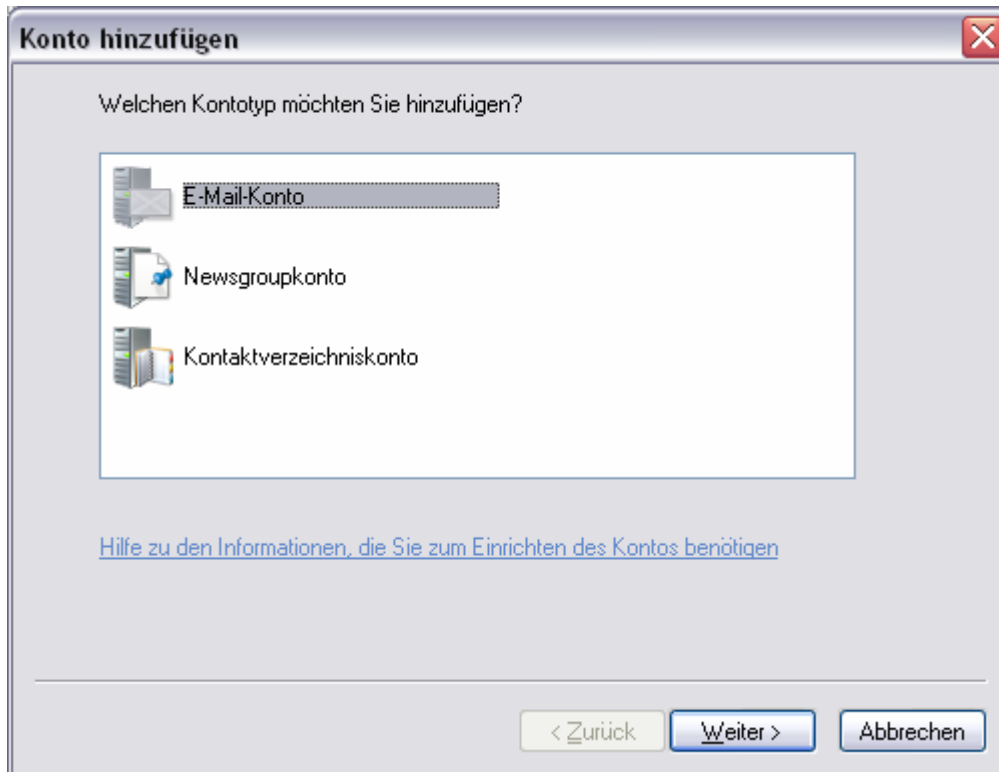 Konto hinzufügen
Welchen Kontotyp möchten Sie hinzufügen?
E-Mail-Konto
Newsgroupkonto
Kontaktverzeichniskonto
Hilfe zu den Informationen, die Sie zum Einrichten des Kontos benötigen
< Zurück Weiter > Abbrechen